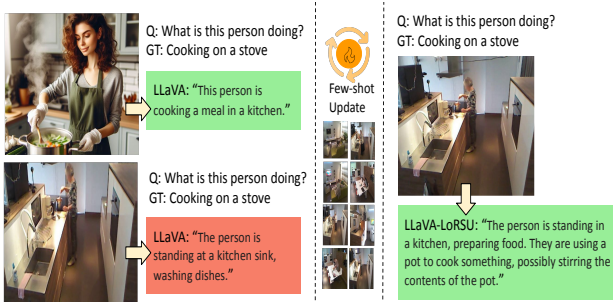 Q: What is this person doing?
GT: Cooking on a stove
LLaVA: “This person is
cooking a meal in a kitchen.”
Q: What is this person doing?
GT: Cooking on a stove
LLaVA: “The person is
standing at a kitchen sink,
washing dishes.”
Few-shot
Update
Q: What is this person doing?
GT: Cooking on a stove
LLaVA-LoRSU: “The person is standing in
a kitchen, preparing food. They are using a
pot to cook something, possibly stirring the
contents of the pot.”